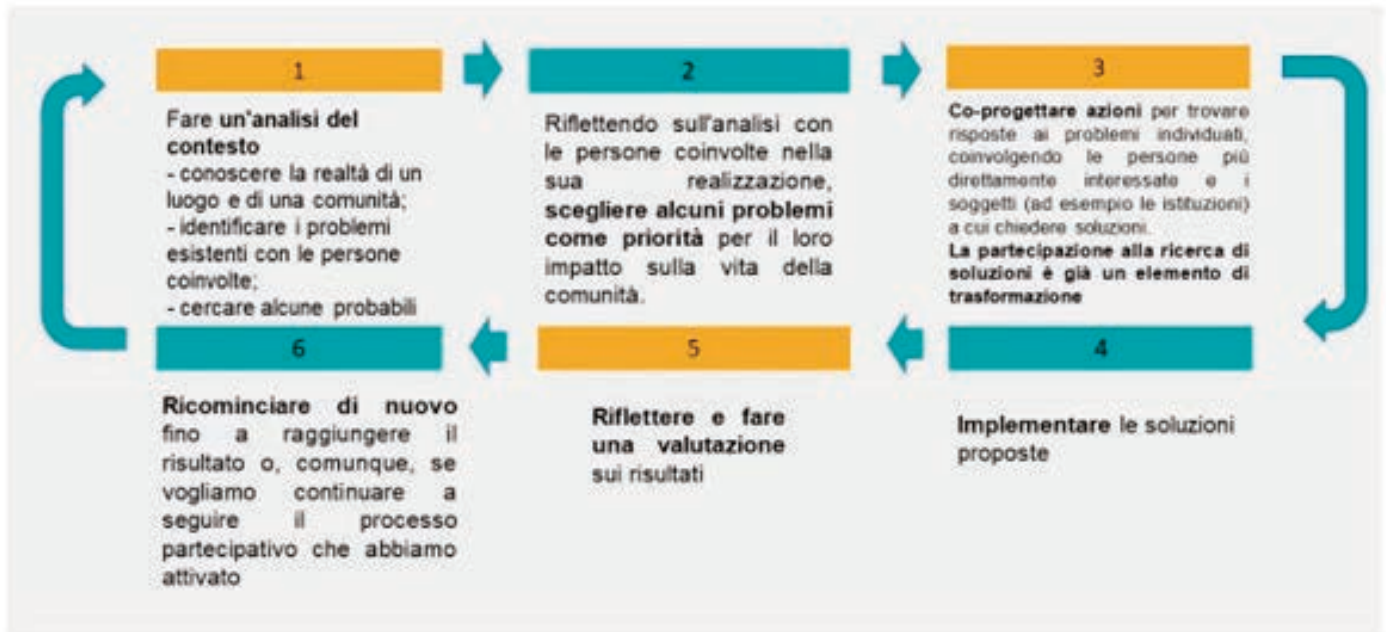 1
Fare un'analisi del
contesto
- conoscere la realtà di un
luogo e di una comunità;
- identificare i problemi
esistenti con le persone
coinvolte;
- cercare alcune probabili
2
Riflettendo sull'analisi con
le persone coinvolte nella
sua realizzazione,
scegliere alcuni problemi
come priorità per il loro
impatto sulla vita della
comunità.
3
Co-progettare azioni per trovare
risposte ai problemi individuati,
coinvolgendo le persone più
direttamente interessate e i
soggetti (ad esempio le istituzioni)
a cui chiedere soluzioni.
La partecipazione alla ricerca di
soluzioni è già un elemento di
trasformazione
4
Implementare le soluzioni
proposte
5
Riflettere e fare
una valutazione
sui risultati
6
Ricominciare di nuovo
fino a raggiungere il
risultato o, comunque, se
vogliamo continuare a
seguire il processo
partecipativo che abbiamo
attivato